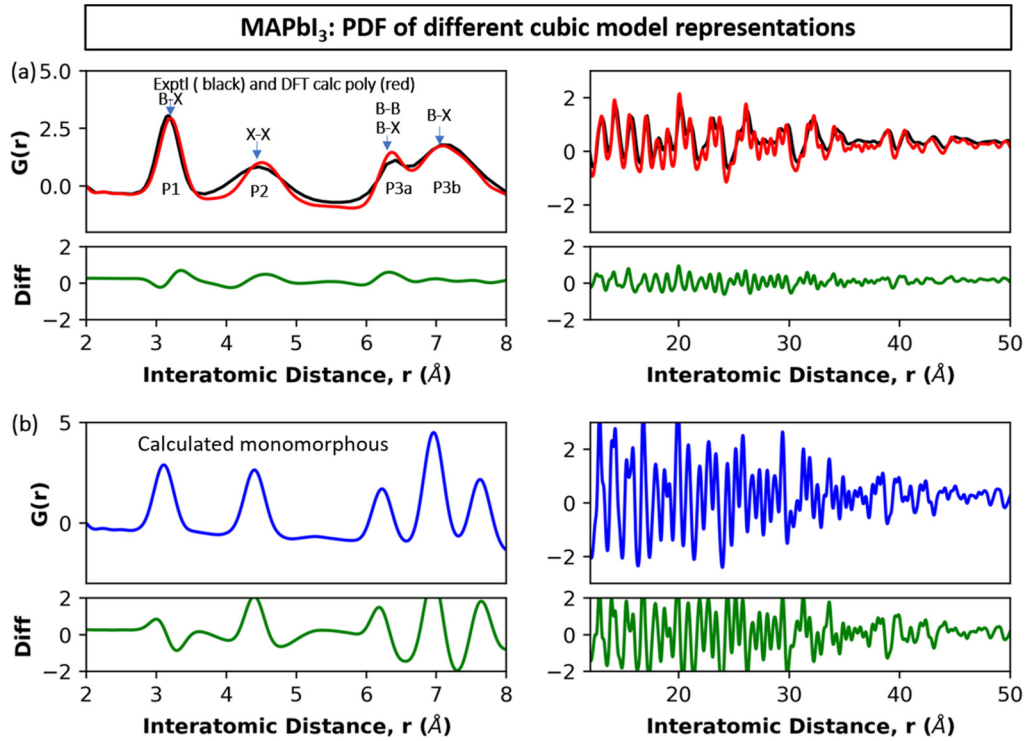 MAPbI₃: PDF of different cubic model representations
(a)
Exptl ( black) and DFT calc poly (red)
B-X
X-X
B-B
B-X
B-X
P1
P2
P3a
P3b
G(r)
5.0
2.5
0.0
2
0
−2
Diff
2
0
−2
2
0
−2
2 3 4 5 6 7 8
20 30 40 50
Interatomic Distance, r (Å)
Interatomic Distance, r (Å)
(b)
Calculated monomorphous
G(r)
5
0
2
0
−2
Diff
2
0
−2
2
0
−2
2 3 4 5 6 7 8
20 30 40 50
Interatomic Distance, r (Å)
Interatomic Distance, r (Å)